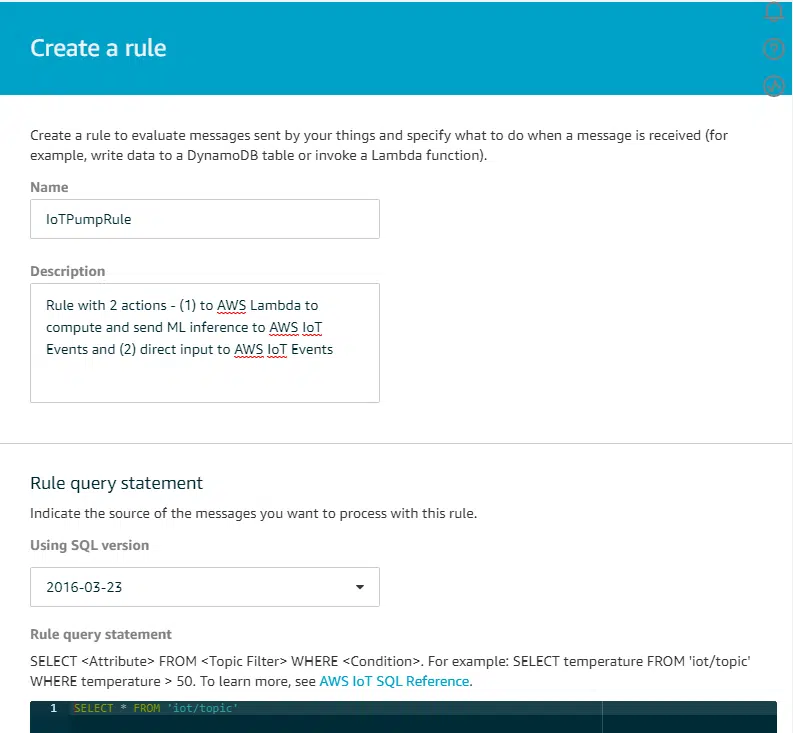 Create a rule
Create a rule to evaluate messages sent by your things and specify what to do when a message is received (for
example, write data to a DynamoDB table or invoke a Lambda function).
Name
IoTPumpRule
Description
Rule with 2 actions - (1) to AWS Lambda to
compute and send ML inference to AWS IoT
Events and (2) direct input to AWS IoT Events
Rule query statement
Indicate the source of the messages you want to process with this rule.
Using SQL version
2016-03-23
Rule query statement
SELECT <Attribute> FROM <Topic Filter> WHERE <Condition>. For example: SELECT temperature FROM 'iot/topic'
WHERE temperature > 50. To learn more, see AWS IoT SQL Reference.
1 SELECT * FROM 'iot/topic'